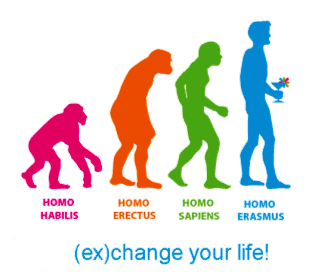 HOMO HABILIS
HOMO ERECTUS
HOMO SAPIENS
HOMO ERASMUS
(ex)change your life!